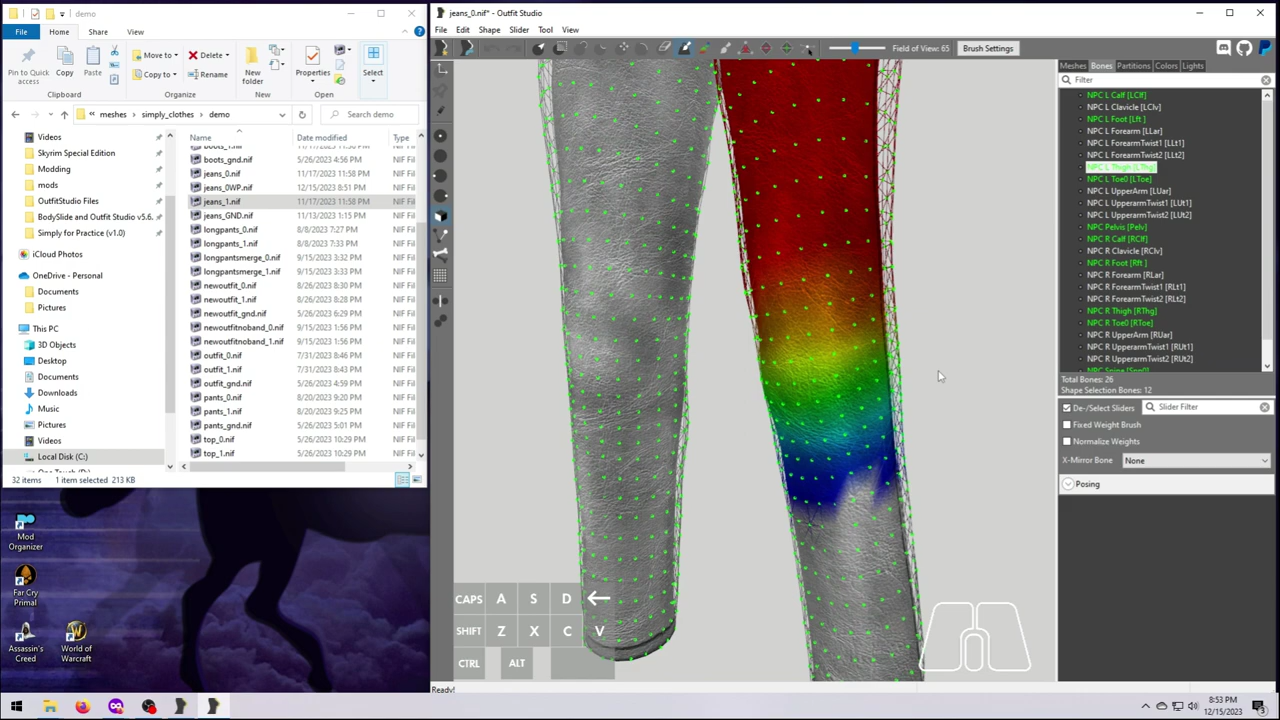 demo
File
Home
Share
View
Pin to Quick access
Copy
Paste
Clipboard
Move to
Copy to
Delete
Rename
Organize
New folder
New
Properties
Open
Select
meshes > simply_clothes > demo
Search demo
Videos
Skyrim Special Edition
Modding
mods
OutfitStudio Files
BodySlide and Outfit Studio v5.6.
Simply for Practice (v1.0)
iCloud Photos
OneDrive - Personal
Documents
Pictures
This PC
3D Objects
Desktop
Documents
Downloads
Music
Pictures
Videos
Local Disk (C:)
Name Date modified Type
boots_gnd.nif 5/26/2023 4:56 PM NIF Fil
jeans_0.nif 11/17/2023 11:58 PM NIF Fil
jeans_0WP.nif 12/15/2023 8:51 PM NIF Fil
jeans_1.nif 11/17/2023 11:58 PM NIF Fil
jeans_GND.nif 11/13/2023 1:15 PM NIF Fil
longpants_0.nif 8/8/2023 7:27 PM NIF Fil
longpants_1.nif 8/8/2023 7:33 PM NIF Fil
longpantsmerge_0.nif 9/15/2023 3:32 PM NIF Fil
longpantsmerge_1.nif 9/15/2023 3:33 PM NIF Fil
newoutfit_0.nif 8/26/2023 8:30 PM NIF Fil
newoutfit_1.nif 8/26/2023 8:28 PM NIF Fil
newoutfit_gnd.nif 5/26/2023 6:29 PM NIF Fil
newoutfitnoband_0.nif 9/15/2023 1:56 PM NIF Fil
newoutfitnoband_1.nif 9/15/2023 1:56 PM NIF Fil
outfit_0.nif 7/31/2023 8:46 PM NIF Fil
outfit_1.nif 7/31/2023 8:43 PM NIF Fil
outfit_gnd.nif 5/26/2023 4:59 PM NIF Fil
pants_0.nif 8/20/2023 9:20 PM NIF Fil
pants_1.nif 8/20/2023 9:25 PM NIF Fil
pants_gnd.nif 5/26/2023 5:01 PM NIF Fil
top_0.nif 5/26/2023 10:29 PM NIF Fil
top_1.nif 5/26/2023 10:29 PM NIF Fil
32 items 1 item selected 213 KB
Mod Organizer
Far Cry Primal
Assassin's Creed
World of Warcraft
jeans_0.nif* - Outfit Studio
File Edit Shape Slider Tool View
Field of View: 65
Brush Settings
Meshes Bones Partitions Colors Lights
Filter
NPC L Calf [LClf]
NPC L Clavicle [LClv]
NPC L Foot [Lft ]
NPC L Forearm [LLar]
NPC L ForearmTwist1 [LLt1]
NPC L ForearmTwist2 [LLt2]
NPC L Thigh [LThg]
NPC L Toe0 [LToe]
NPC L UpperArm [LUar]
NPC L UpperarmTwist1 [LUt1]
NPC L UpperarmTwist2 [LUt2]
NPC Pelvis [Pelv]
NPC R Calf [RClf]
NPC R Clavicle [RClv]
NPC R Foot [Rft ]
NPC R Forearm [RLar]
NPC R ForearmTwist1 [RLt1]
NPC R ForearmTwist2 [RLt2]
NPC R Thigh [RThg]
NPC R Toe0 [RToe]
NPC R UpperArm [RUar]
NPC R UpperarmTwist1 [RUt1]
NPC R UpperarmTwist2 [RUt2]
Total Bones: 26
Shape Selection Bones: 12
De-/Select Sliders
Slider Filter
Fixed Weight Brush
Normalize Weights
X-Mirror Bone
None
Posing
CAPS A S D
SHIFT Z X C V
CTRL ALT
Ready!
8:53 PM
12/15/2023
3